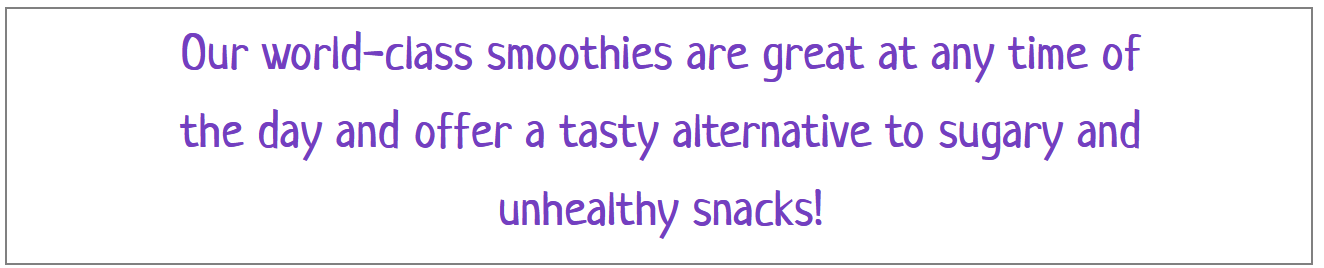 Our world-class smoothies are great at any time of
the day and offer a tasty alternative to sugary and
unhealthy snacks!